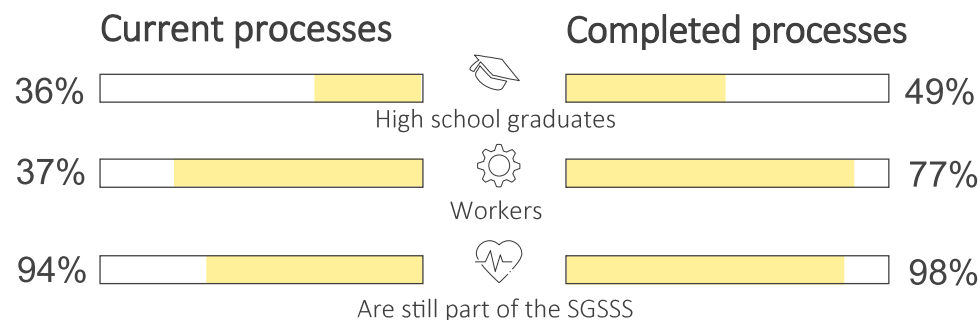 Current processes
Completed processes
36%
49%
High school graduates
37%
77%
Workers
94%
98%
Are still part of the SGSSS